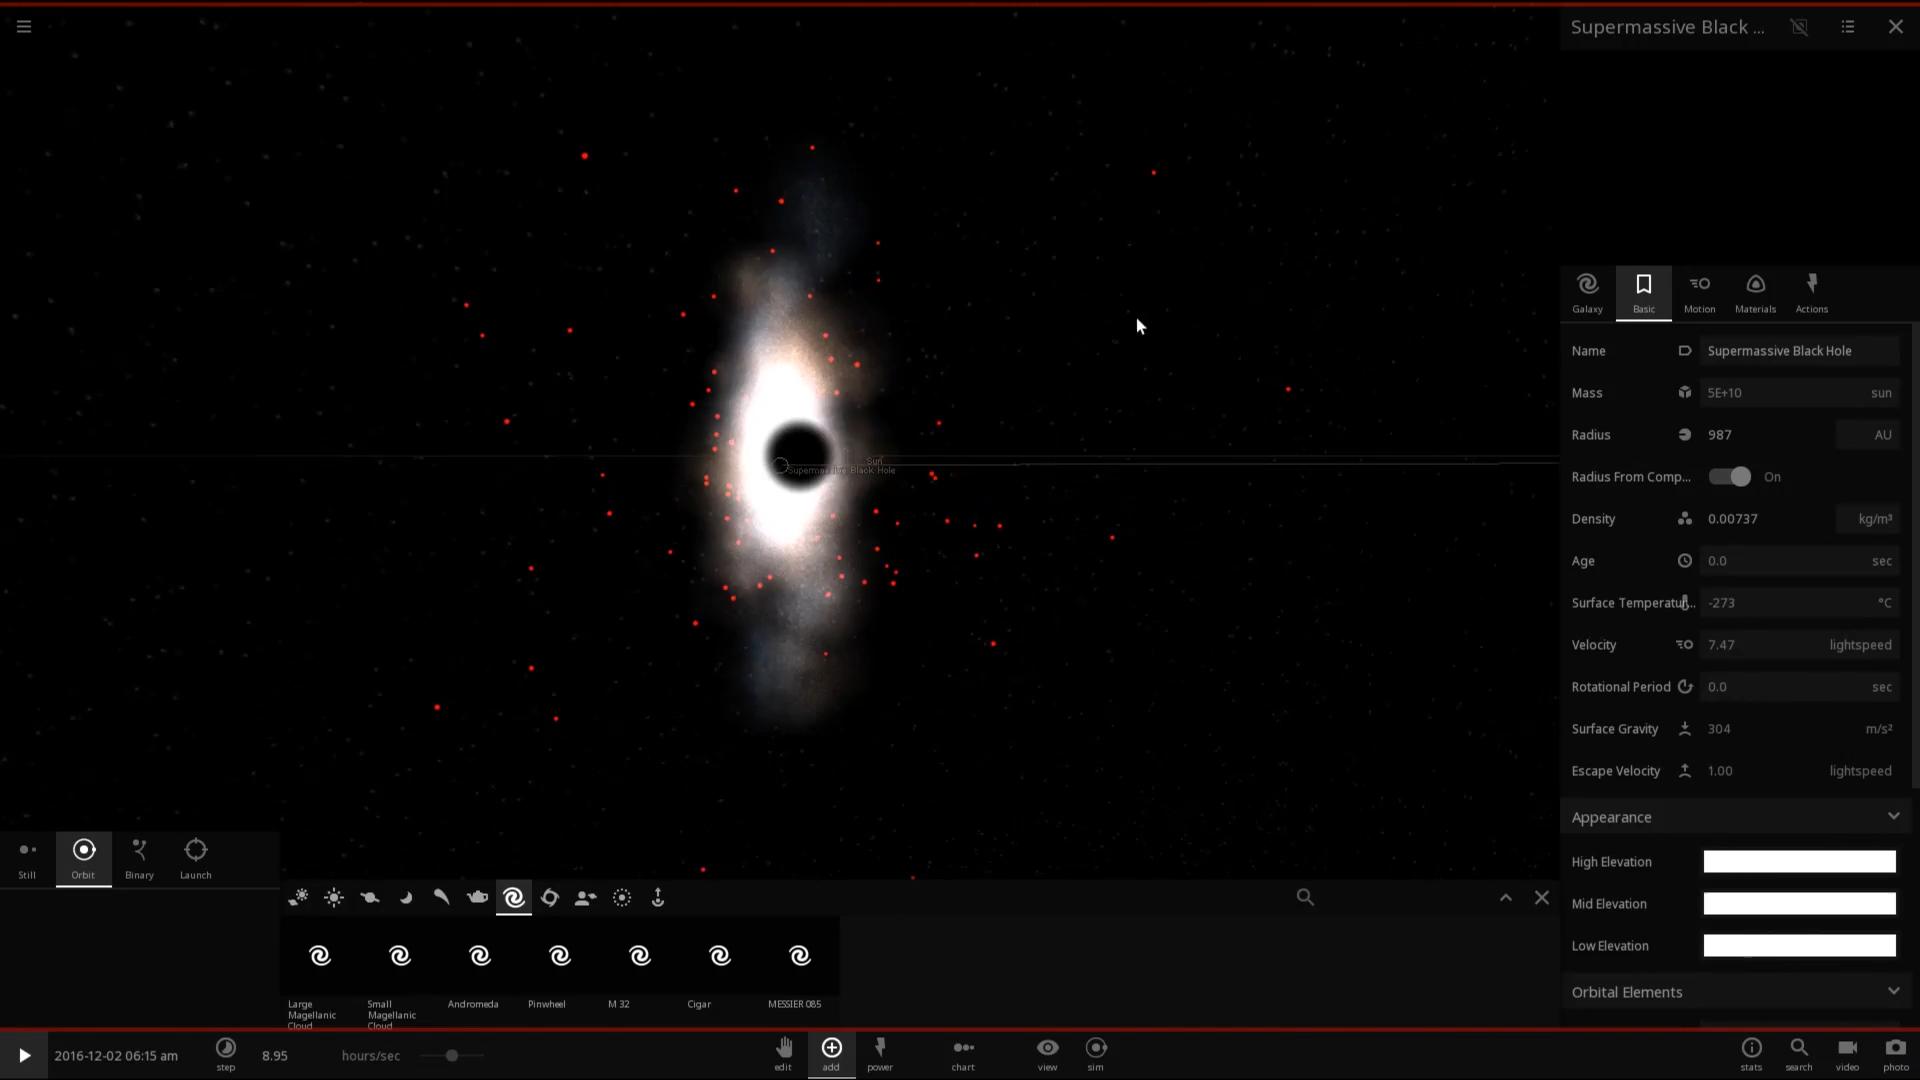 Supermassive Black ...
Galaxy
Basic
Motion
Materials
Actions
Name
Supermassive Black Hole
Mass
5E+10
sun
Radius
987
AU
Radius From Comp...
On
Density
0.00737
kg/m³
Age
0.0
sec
Surface Temperatur...
-273
°C
Velocity
7.47
lightspeed
Rotational Period
0.0
sec
Surface Gravity
304
m/s²
Escape Velocity
1.00
lightspeed
Appearance
High Elevation
Mid Elevation
Low Elevation
Orbital Elements
Sun
Supermassive Black Hole
Still
Orbit
Binary
Launch
Large
Magellanic
Cloud
Small
Magellanic
Cloud
Andromeda
Pinwheel
M 32
Cigar
MESSIER 085
2016-12-02 06:15 am
step
8.95
hours/sec
edit
add
power
chart
view
sim
stats
search
video
photo